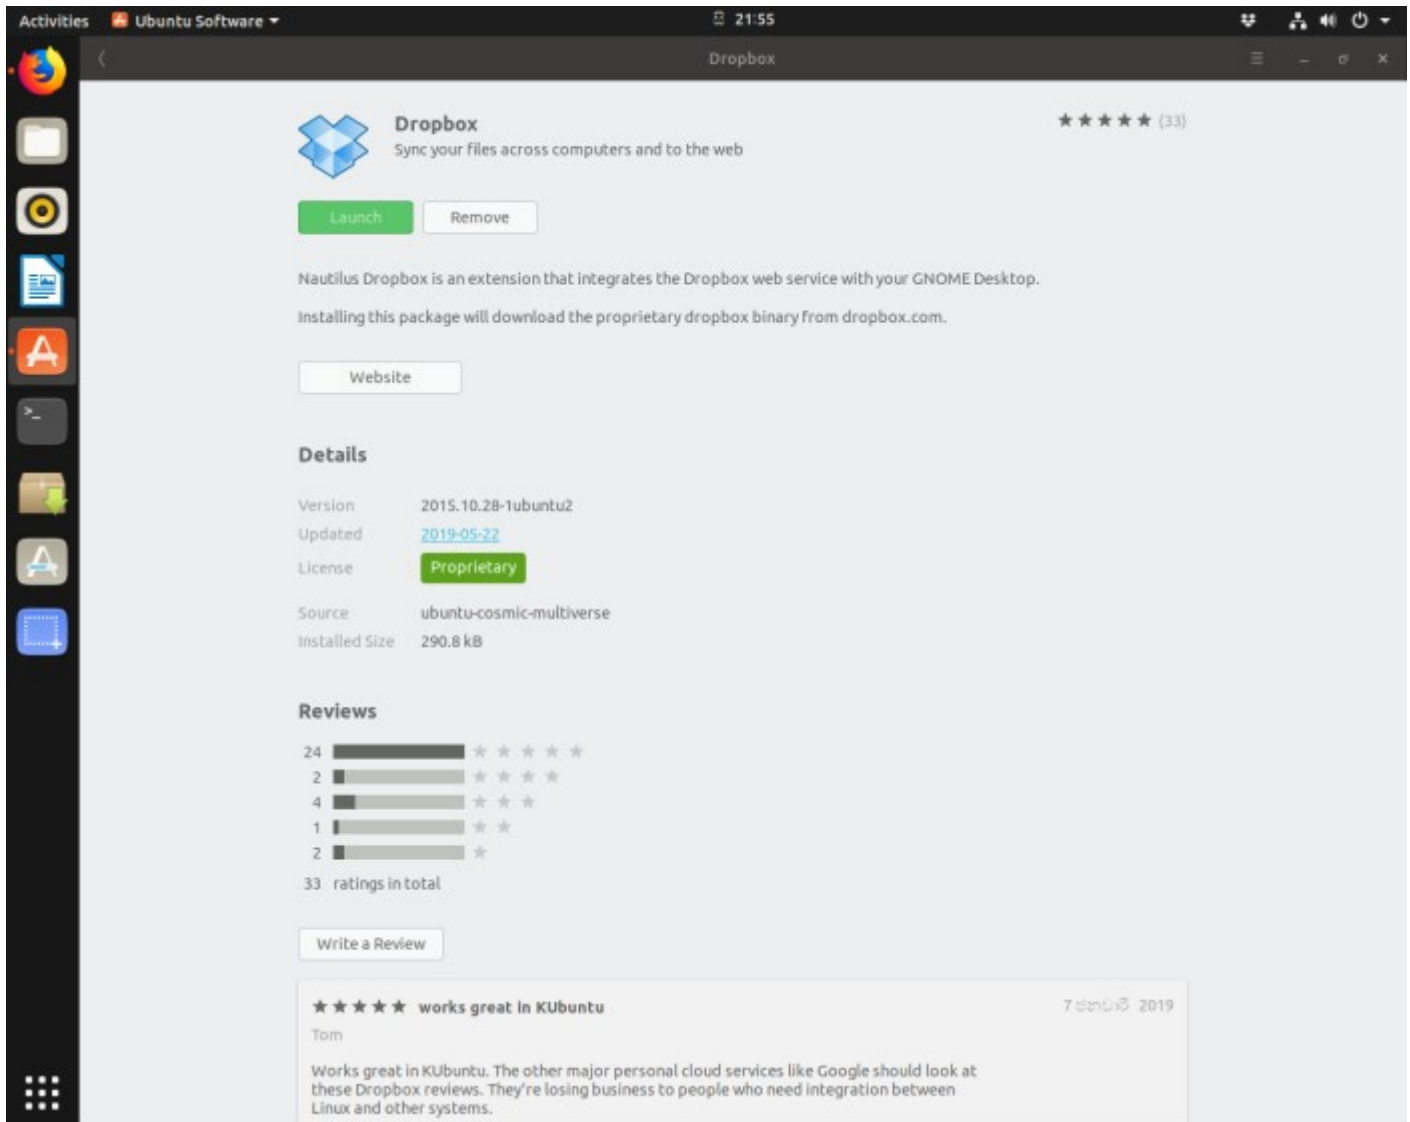 Activities Ubuntu Software 21:55
Dropbox
Dropbox
(33)
Sync your files across computers and to the web
Launch Remove
Nautilus Dropbox is an extension that integrates the Dropbox web service with your GNOME Desktop.
Installing this package will download the proprietary dropbox binary from dropbox.com.
Website
Details
Version 2015.10.28-1ubuntu2
Updated 2019-05-22
License Proprietary
Source ubuntu-cosmic-multiverse
Installed Size 290.8 kB
Reviews
24
2
4
1
2
33 ratings in total
Write a Review
works great in KUbuntu 7 ජනවාරි 2019
Tom
Works great in KUbuntu. The other major personal cloud services like Google should look at
these Dropbox reviews. They're losing business to people who need integration between
Linux and other systems.